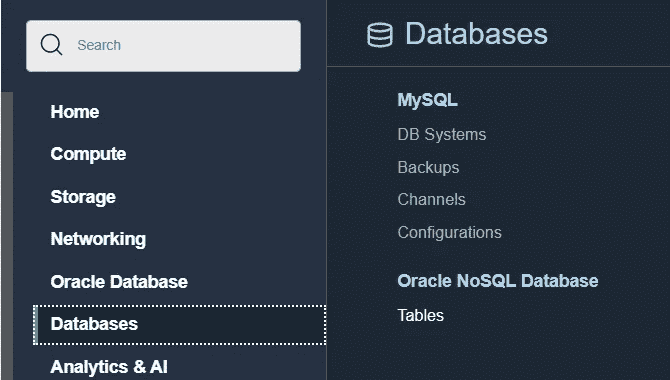 Search
Home
Compute
Storage
Networking
Oracle Database
Databases
Analytics & AI
Databases
MySQL
DB Systems
Backups
Channels
Configurations
Oracle NoSQL Database
Tables